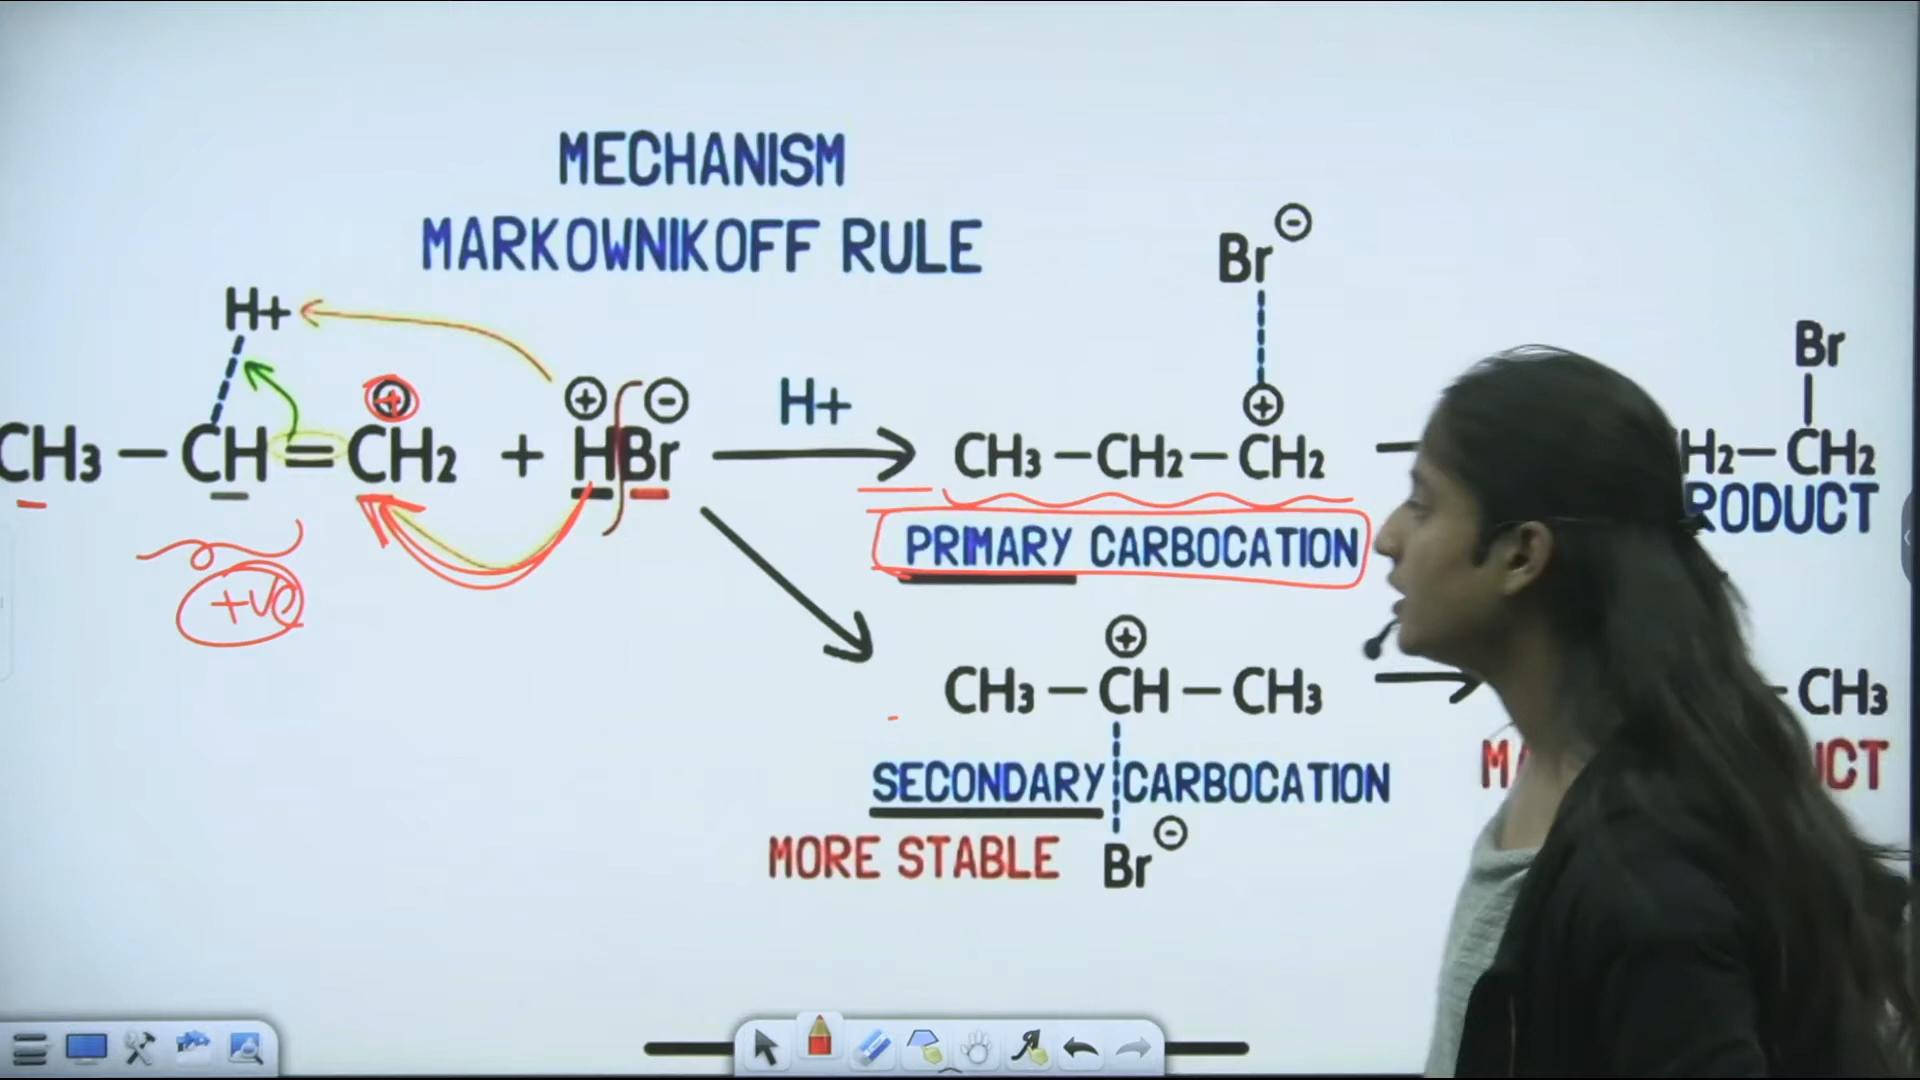 MECHANISM
MARKOWNIKOFF RULE
Br ⊖
H+
Br
⊕ ⊕ ⊖ H+ ⊕
CH3 — CH = CH2 + HBr → CH3 — CH2 — CH2 — H2 — CH2
PRIMARY CARBOCATION RODUCT
+ve
⊕
CH3 — CH — CH3 → — CH3
SECONDARY CARBOCATION
MORE STABLE Br ⊖